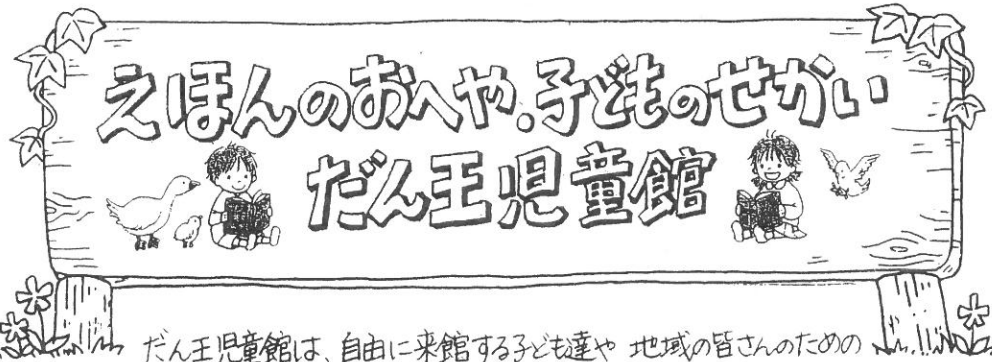 えほんのおへや.子どものせかい
だん王児童館
だん王児童館は、自由に来館する子ども達や 地域の皆さんのための